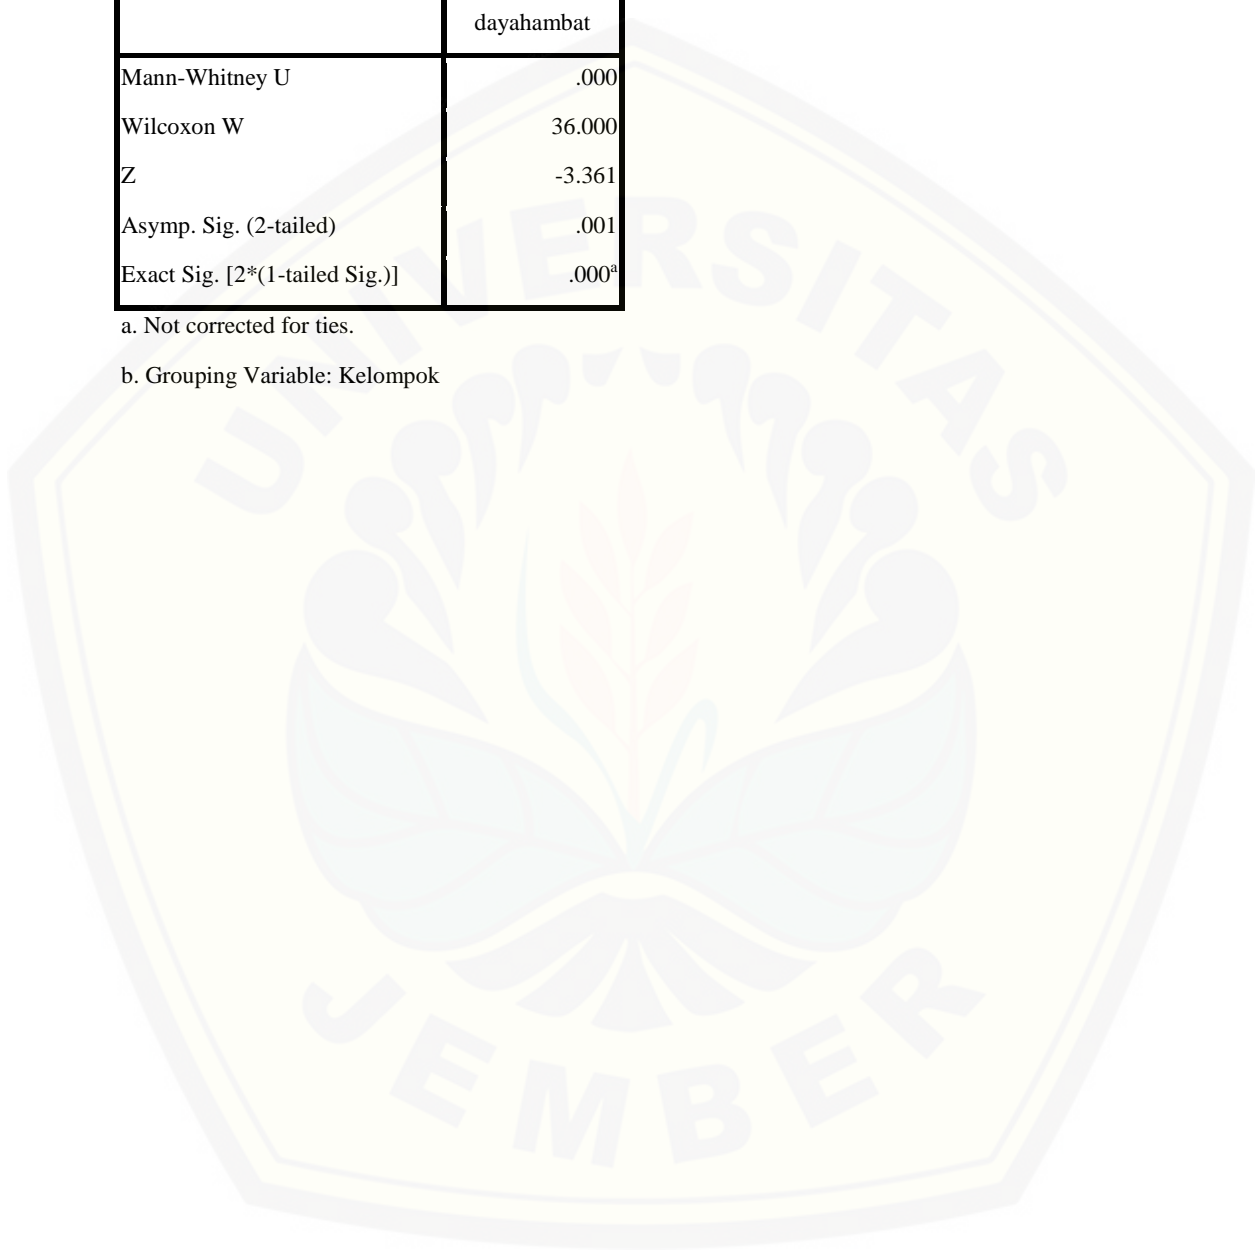 dayahambat
Mann-Whitney U .000
Wilcoxon W 36.000
Z -3.361
Asymp. Sig. (2-tailed) .001
Exact Sig. [2*(1-tailed Sig.)] .000a
a. Not corrected for ties.
b. Grouping Variable: Kelompok
UNIVERSITAS
JEMBER